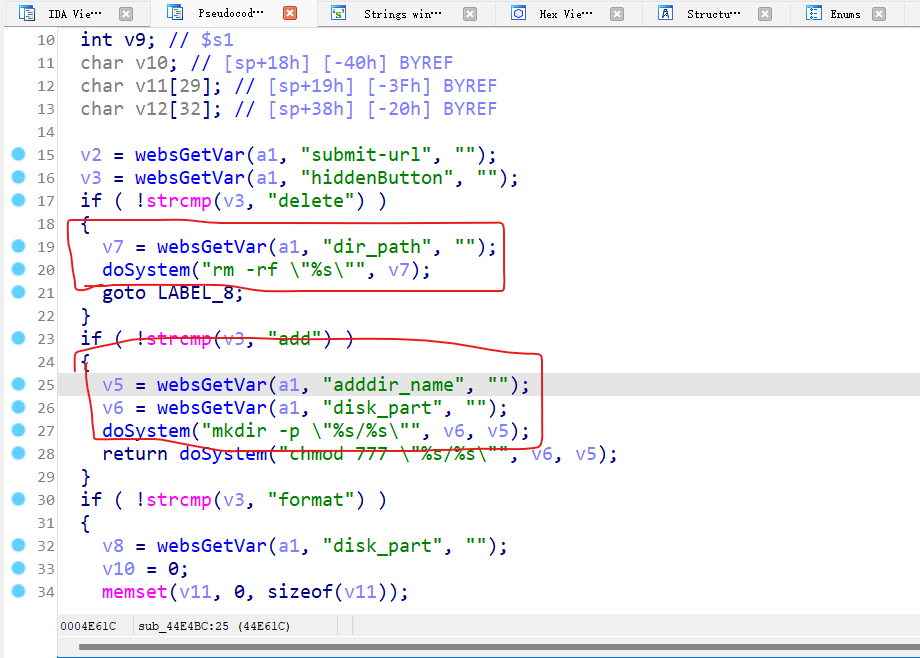 IDA Vie⋯ Pseudocod⋯ Strings win⋯ Hex Vie⋯ Structu⋯ Enums
10 int v9; // $s1
11 char v10; // [sp+18h] [-40h] BYREF
12 char v11[29]; // [sp+19h] [-3Fh] BYREF
13 char v12[32]; // [sp+38h] [-20h] BYREF
14
15 v2 = websGetVar(a1, "submit-url", "");
16 v3 = websGetVar(a1, "hiddenButton", "");
17 if ( !strcmp(v3, "delete") )
18 {
19 v7 = websGetVar(a1, "dir_path", "");
20 doSystem("rm -rf \"%s\"", v7);
21 goto LABEL_8;
22 }
23 if ( !strcmp(v3, "add") )
24 {
25 v5 = websGetVar(a1, "adddir_name", "");
26 v6 = websGetVar(a1, "disk_part", "");
27 doSystem("mkdir -p \"%s/%s\"", v6, v5);
28 return doSystem("chmod 777 \"%s/%s\"", v6, v5);
29 }
30 if ( !strcmp(v3, "format") )
31 {
32 v8 = websGetVar(a1, "disk_part", "");
33 v10 = 0;
34 memset(v11, 0, sizeof(v11));
0004E61C sub_44E4BC:25 (44E61C)